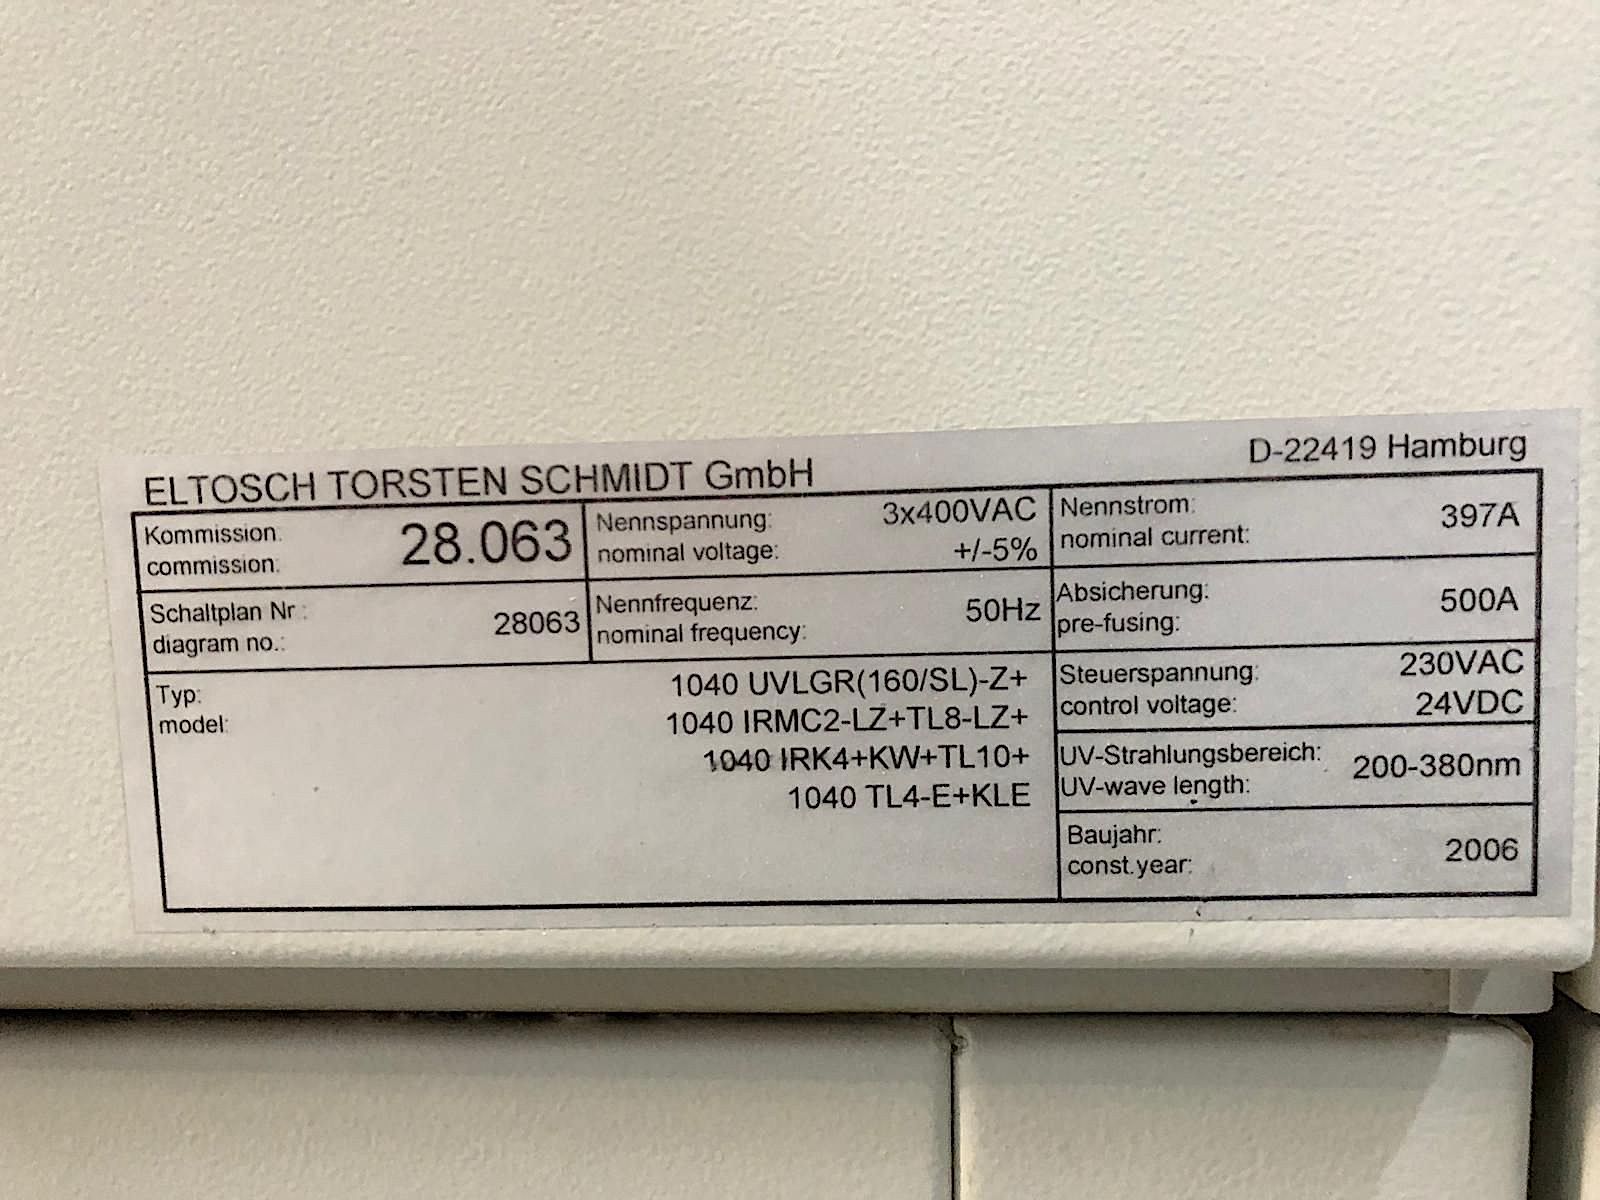 ELTOSCH TORSTEN SCHMIDT GmbH
D-22419 Hamburg
Kommission:
commission:
28.063
Nennspannung:
nominal voltage:
3x400VAC
+/-5%
Nennstrom:
nominal current:
397A
Schaltplan Nr.:
diagram no.:
28063
Nennfrequenz:
nominal frequency:
50Hz
Absicherung:
pre-fusing:
500A
Typ:
model:
1040 UVLGR(160/SL)-Z+
1040 IRMC2-LZ+TL8-LZ+
1040 IRK4+KW+TL10+
1040 TL4-E+KLE
Steuerspannung:
control voltage:
230VAC
24VDC
UV-Strahlungsbereich:
UV-wave length:
200-380nm
Baujahr:
const.year:
2006